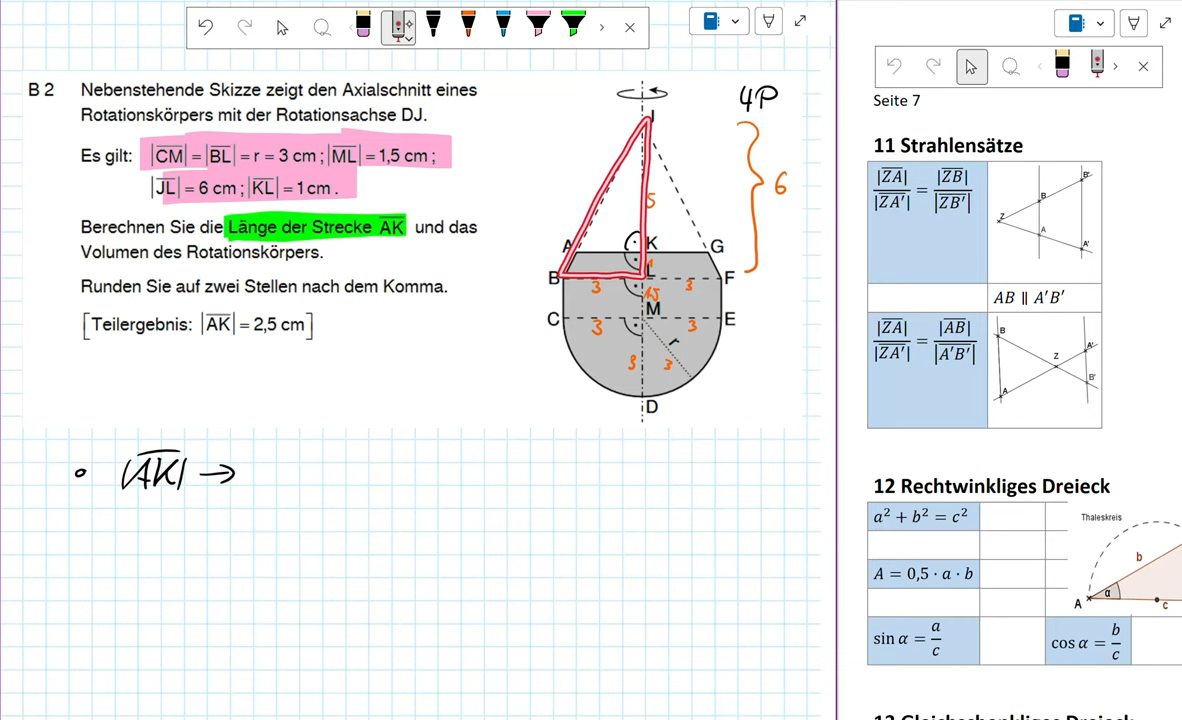 B 2 Nebenstehende Skizze zeigt den Axialschnitt eines
Rotationskörpers mit der Rotationsachse DJ.
Es gilt: |CM| = |BL| = r = 3 cm ; |ML| = 1,5 cm ;
|JL| = 6 cm ; |KL| = 1 cm .
Berechnen Sie die Länge der Strecke AK und das
Volumen des Rotationskörpers.
Runden Sie auf zwei Stellen nach dem Komma.
[Teilergebnis: |AK| = 2,5 cm]
4P
J
6
5
A K G
1
B L F
3 3
1,5
M
C E
3 3
r
3 3
D
• |AK| →
Seite 7
11 Strahlensätze
|ZA| / |ZA'| = |ZB| / |ZB'|
B'
B
Z
A
A'
AB ∥ A'B'
|ZA| / |ZA'| = |AB| / |A'B'|
B
A'
Z
B'
A
12 Rechtwinkliges Dreieck
a² + b² = c²
Thaleskreis
b
A = 0,5 · a · b
α
A
c
sin α = a/c
cos α = b/c
13 Gleichschenkliges Dreieck